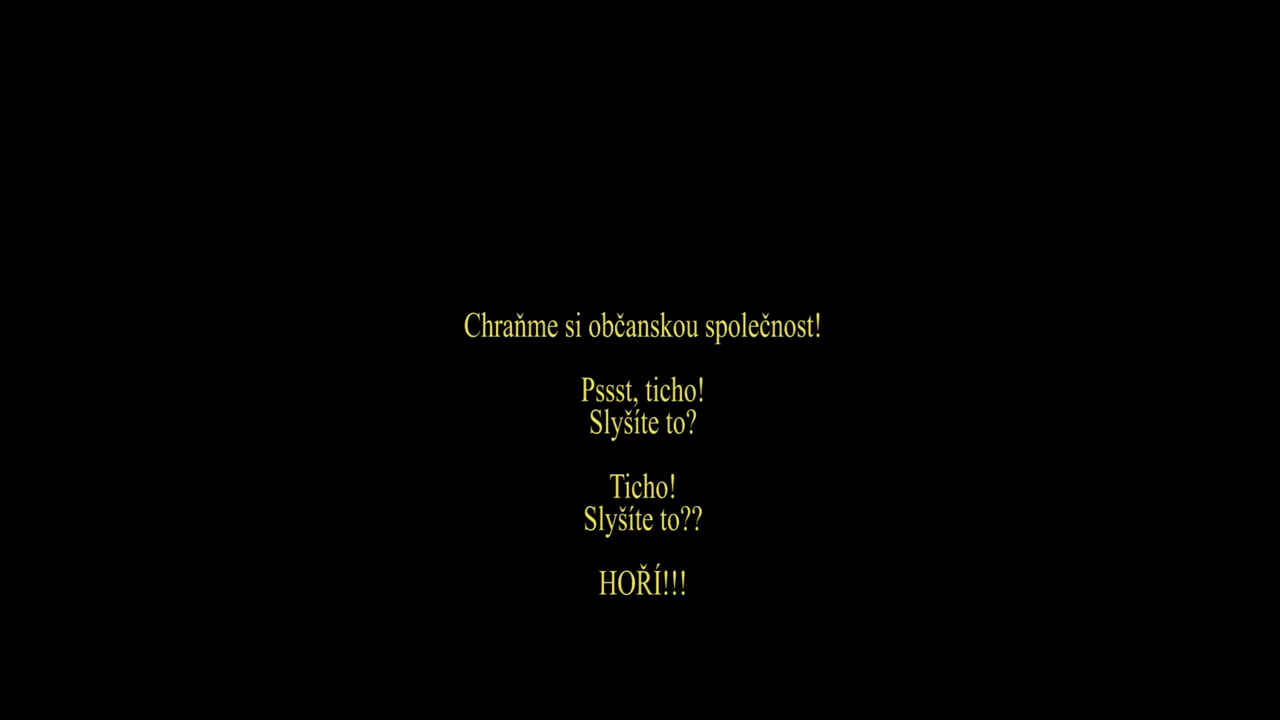 Chraňme si občanskou společnost!
Pssst, ticho!
Slyšíte to?
Ticho!
Slyšíte to??
HOŘÍ!!!